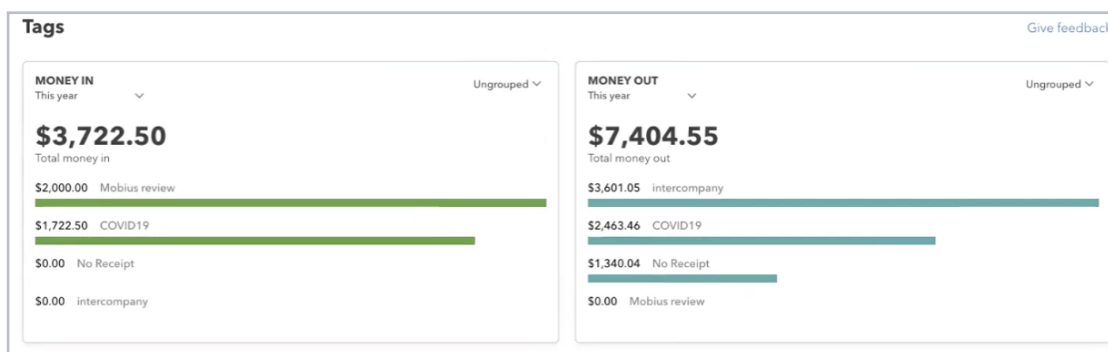 Tags
Give feedback
MONEY IN
This year
Ungrouped
$3,722.50
Total money in
$2,000.00 Mobius review
$1,722.50 COVID19
$0.00 No Receipt
$0.00 intercompany
MONEY OUT
This year
Ungrouped
$7,404.55
Total money out
$3,601.05 intercompany
$2,463.46 COVID19
$1,340.04 No Receipt
$0.00 Mobius review